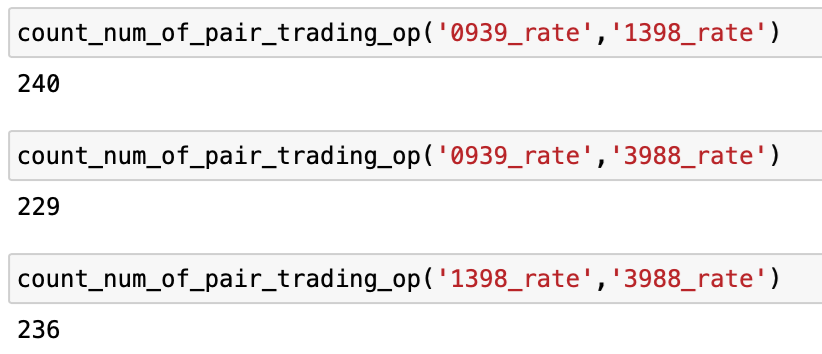 count_num_of_pair_trading_op('0939_rate','1398_rate')
240
count_num_of_pair_trading_op('0939_rate','3988_rate')
229
count_num_of_pair_trading_op('1398_rate','3988_rate')
236